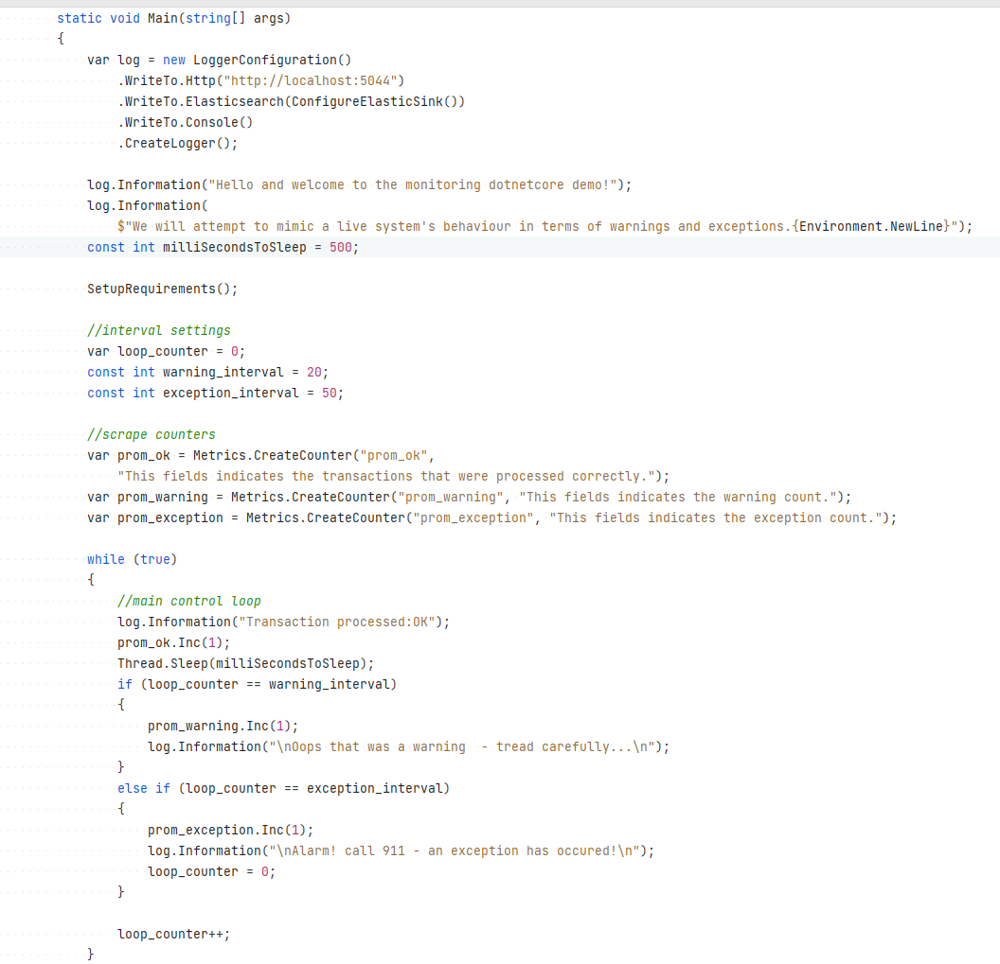 static void Main(string[] args)
{
var log = new LoggerConfiguration()
.WriteTo.Http("http://localhost:5044")
.WriteTo.Elasticsearch(ConfigureElasticSink())
.WriteTo.Console()
.CreateLogger();
log.Information("Hello and welcome to the monitoring dotnetcore demo!");
log.Information(
$"We will attempt to mimic a live system's behaviour in terms of warnings and exceptions.{Environment.NewLine}");
const int milliSecondsToSleep = 500;
SetupRequirements();
//interval settings
var loop_counter = 0;
const int warning_interval = 20;
const int exception_interval = 50;
//scrape counters
var prom_ok = Metrics.CreateCounter("prom_ok",
"This fields indicates the transactions that were processed correctly.");
var prom_warning = Metrics.CreateCounter("prom_warning", "This fields indicates the warning count.");
var prom_exception = Metrics.CreateCounter("prom_exception", "This fields indicates the exception count.");
while (true)
{
//main control loop
log.Information("Transaction processed:OK");
prom_ok.Inc(1);
Thread.Sleep(milliSecondsToSleep);
if (loop_counter == warning_interval)
{
prom_warning.Inc(1);
log.Information("\nOops that was a warning  - tread carefully...\n");
}
else if (loop_counter == exception_interval)
{
prom_exception.Inc(1);
log.Information("\nAlarm! call 911 - an exception has occured!\n");
loop_counter = 0;
}
loop_counter++;
}